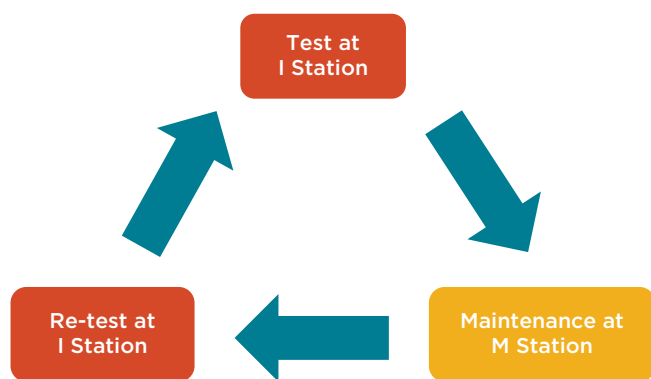 Test at
I Station
Re-test at
I Station
Maintenance at
M Station